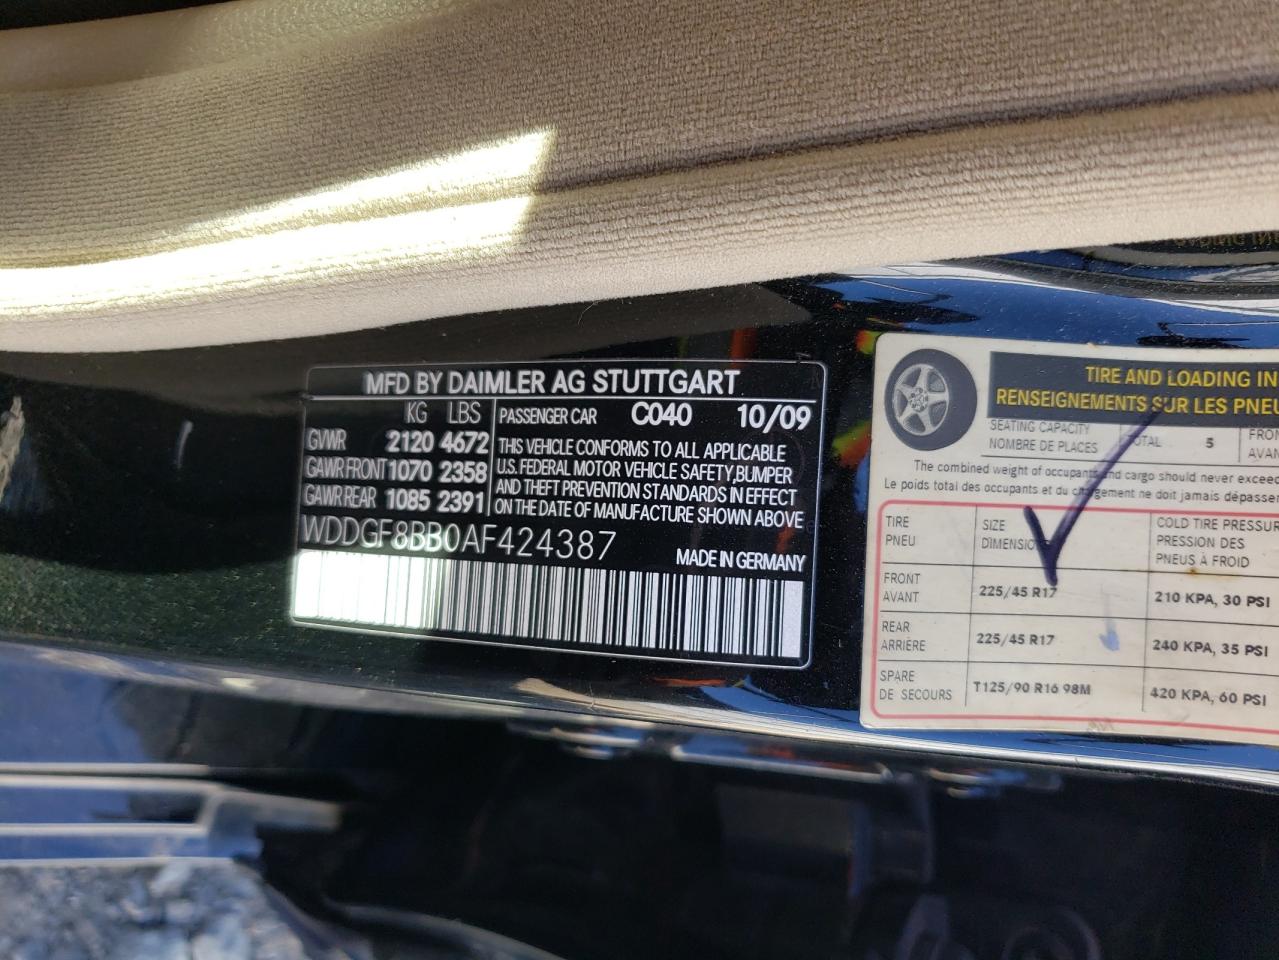 MFD BY DAIMLER AG STUTTGART
KG LBS
GVWR 2120 4672
GAWR FRONT 1070 2358
GAWR REAR 1085 2391
PASSENGER CAR C040 10/09
THIS VEHICLE CONFORMS TO ALL APPLICABLE
U.S. FEDERAL MOTOR VEHICLE SAFETY, BUMPER
AND THEFT PREVENTION STANDARDS IN EFFECT
ON THE DATE OF MANUFACTURE SHOWN ABOVE
WDDGF8BB0AF424387
MADE IN GERMANY
TIRE AND LOADING IN
RENSEIGNEMENTS SUR LES PNEU
SEATING CAPACITY
NOMBRE DE PLACES
TOTAL 5
FRON
AVAN
The combined weight of occupants and cargo should never exceed
Le poids total des occupants et du chargement ne doit jamais dépasser
TIRE
PNEU
SIZE
DIMENSION
COLD TIRE PRESSUR
PRESSION DES
PNEUS À FROID
FRONT
AVANT
225/45 R17
210 KPA, 30 PSI
REAR
ARRIÈRE
225/45 R17
240 KPA, 35 PSI
SPARE
DE SECOURS
T125/90 R16 98M
420 KPA, 60 PSI